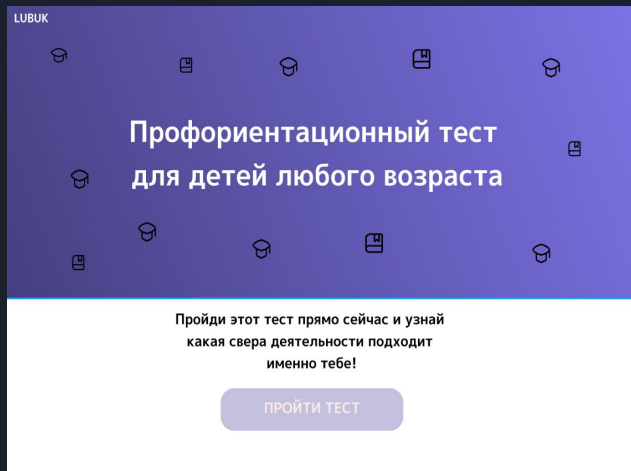 LUBUK
Профориентационный тест
для детей любого возраста
Пройди этот тест прямо сейчас и узнай
какая свера деятельности подходит
именно тебе!
ПРОЙТИ ТЕСТ